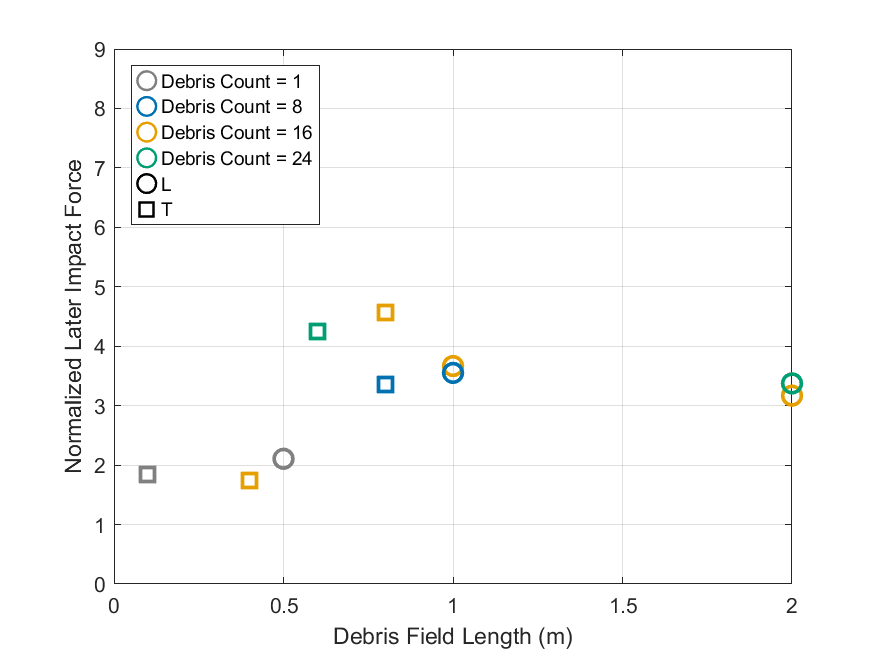 9
8
7
6
5
4
3
2
1
0
Normalized Later Impact Force
Debris Count = 1
Debris Count = 8
Debris Count = 16
Debris Count = 24
L
T
0
0.5
1
1.5
2
Debris Field Length (m)